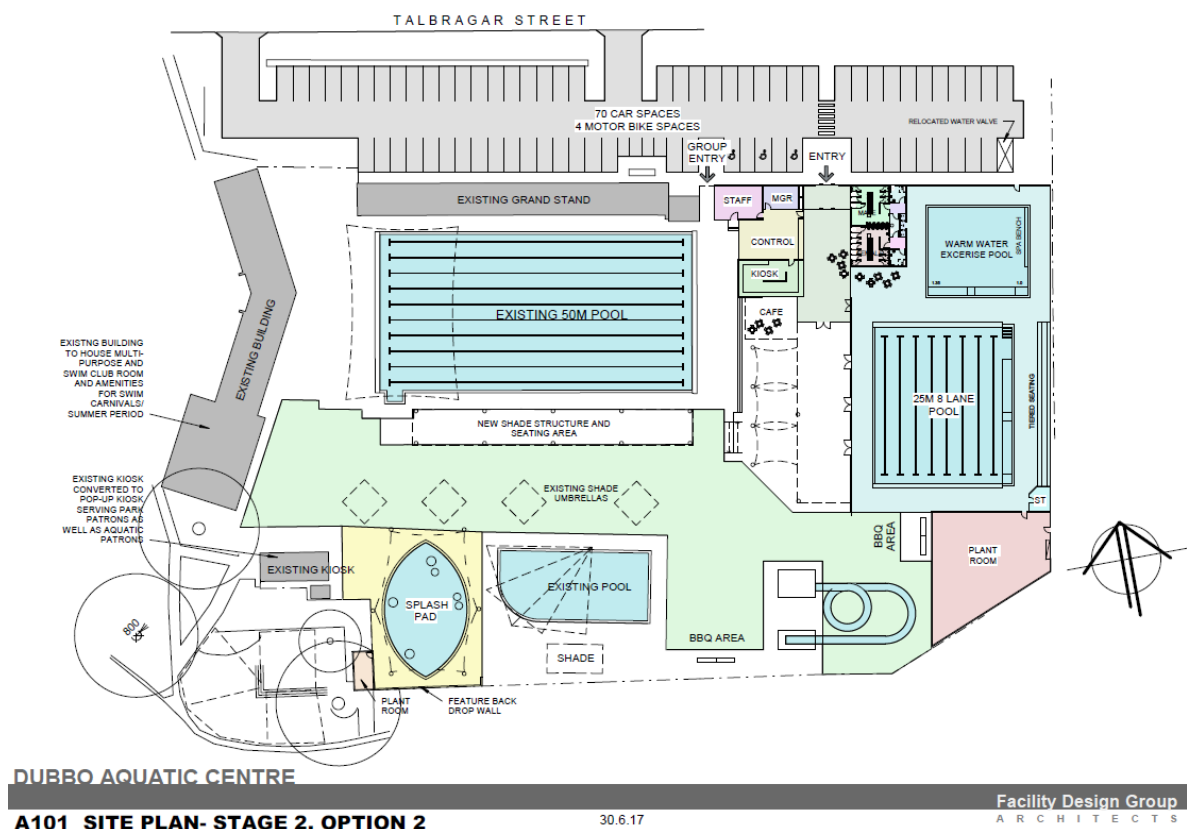 TALBRAGAR STREET
70 CAR SPACES
4 MOTOR BIKE SPACES
RELOCATED WATER VALVE
GROUP
ENTRY
ENTRY
EXISTING GRAND STAND
STAFF
MGR
CONTROL
KIOSK
CAFE
WARM WATER
EXCERISE POOL
SPA BENCH
EXISTING 50M POOL
EXISTING BUILDING
EXISTNG BUILDING
TO HOUSE MULTI-
PURPOSE AND
SWIM CLUB ROOM
AND AMENITIES
FOR SWIM
CARNIVALS/
SUMMER PERIOD
25M 8 LANE
POOL
TIERED SEATING
NEW SHADE STRUCTURE AND
SEATING AREA
EXISTING KIOSK
CONVERTED TO
POP-UP KIOSK
SERVING PARK
PATRONS AS
WELL AS AQUATIC
PATRONS
EXISTING SHADE
UMBRELLAS
ST
BBQ
AREA
PLANT
ROOM
EXISTING KIOSK
EXISTING POOL
SPLASH
PAD
800
BBQ AREA
SHADE
PLANT
ROOM
FEATURE BACK
DROP WALL
DUBBO AQUATIC CENTRE
Facility Design Group
ARCHITECTS
A101 SITE PLAN- STAGE 2. OPTION 2
30.6.17